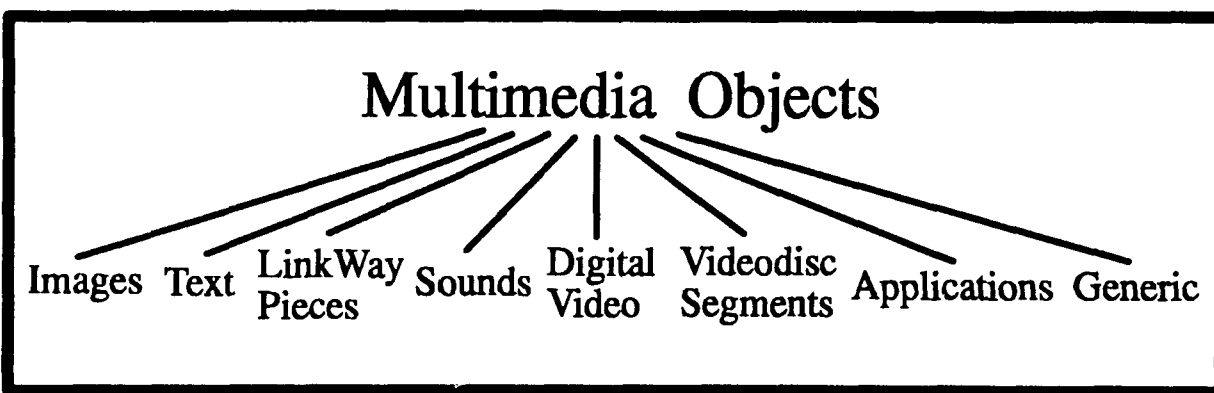 Multimedia Objects
Images
Text
LinkWay
Pieces
Sounds
Digital
Video
Videodisc
Segments
Applications
Generic